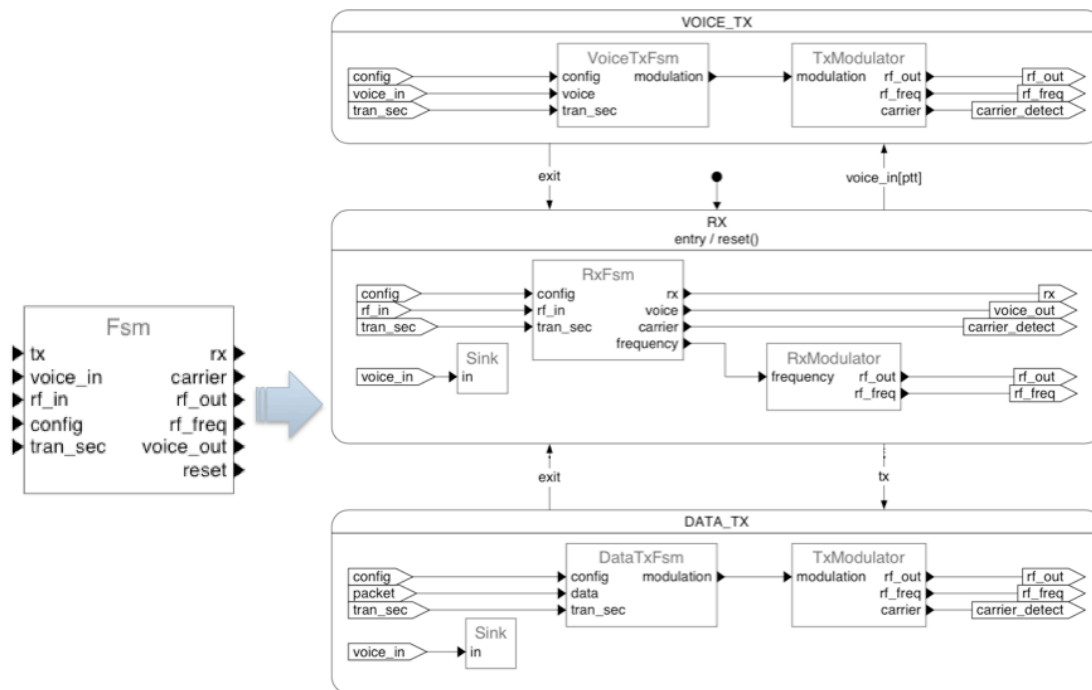 Fsm
tx rx
voice_in carrier
rf_in rf_out
config rf_freq
tran_sec voice_out
reset
VOICE_TX
VoiceTxFsm TxModulator
config config modulation modulation rf_out rf_out
voice_in voice rf_freq rf_freq
tran_sec tran_sec carrier carrier_detect
exit voice_in[ptt]
RX
entry / reset()
RxFsm
config config rx rx
rf_in rf_in voice voice_out
tran_sec tran_sec carrier carrier_detect
frequency
Sink RxModulator
voice_in in frequency rf_out rf_out
rf_freq rf_freq
exit tx
DATA_TX
DataTxFsm TxModulator
config config modulation modulation rf_out rf_out
packet data rf_freq rf_freq
tran_sec tran_sec carrier carrier_detect
Sink
voice_in in